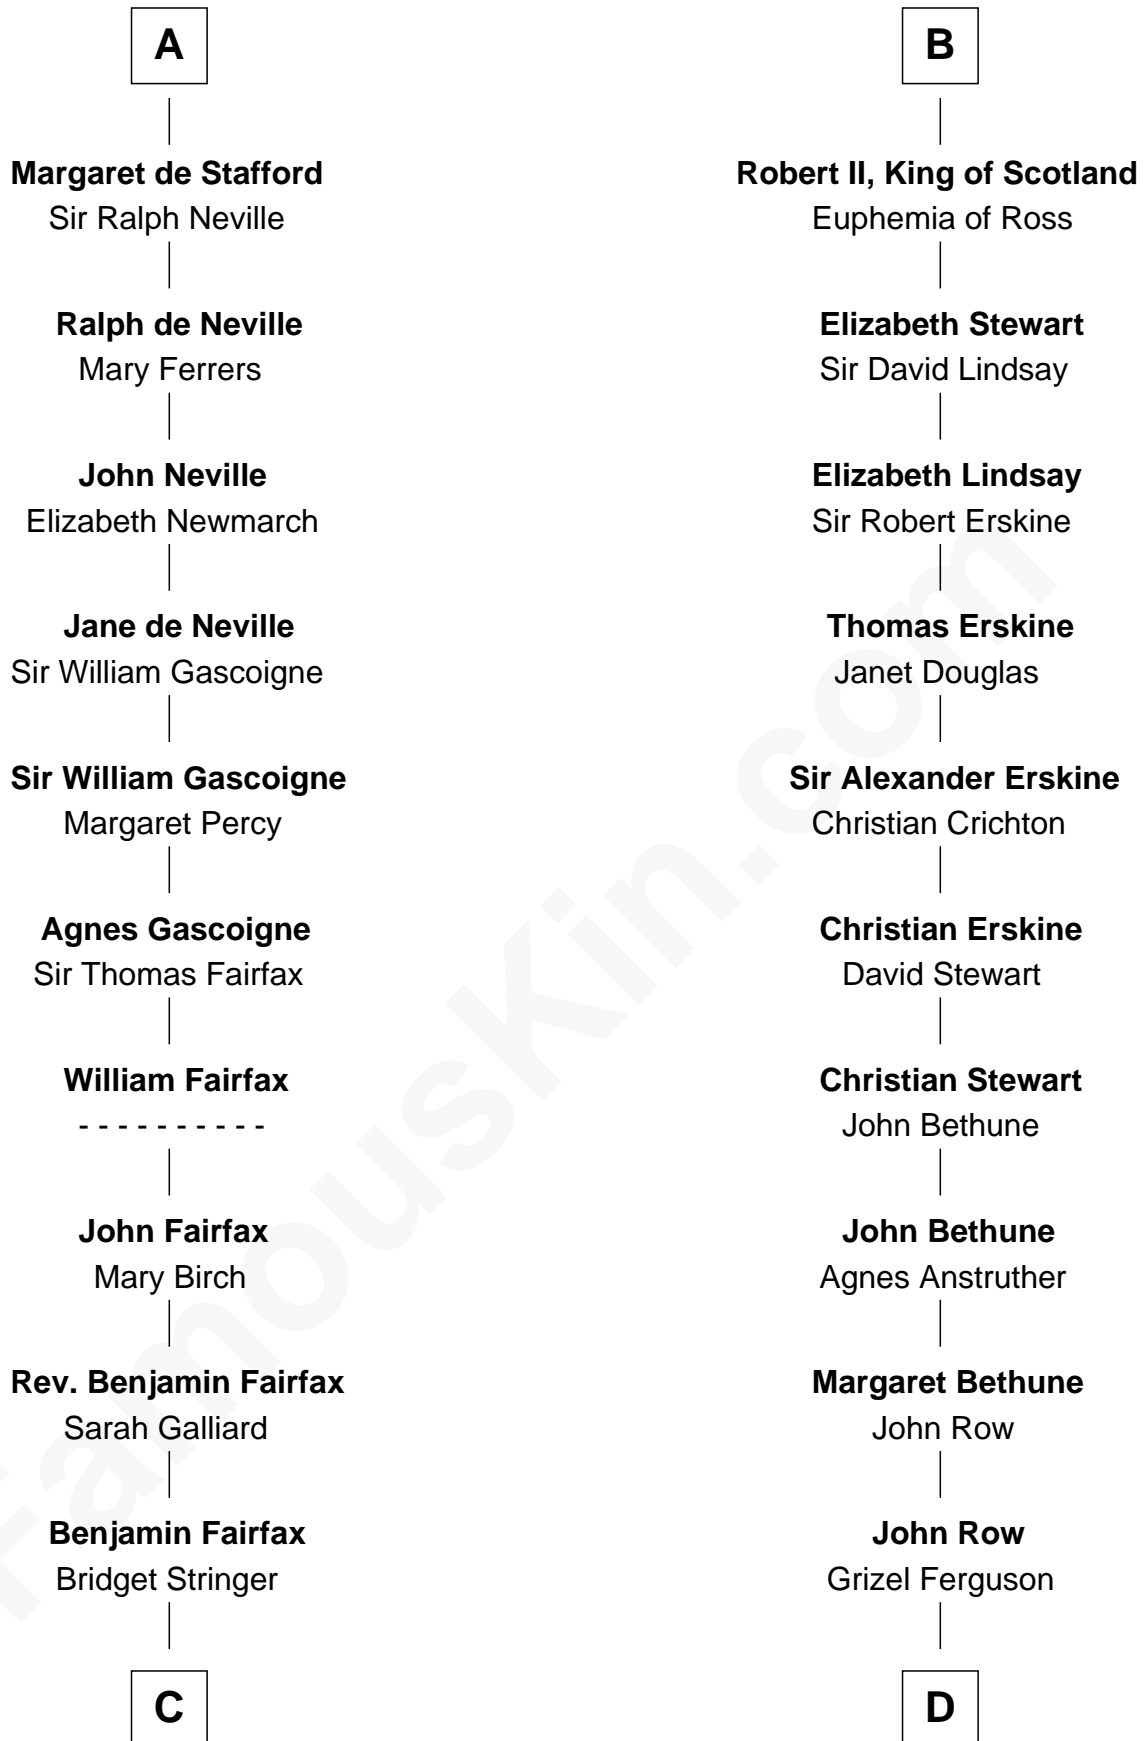 A
Margaret de Stafford
Sir Ralph Neville
Ralph de Neville
Mary Ferrers
John Neville
Elizabeth Newmarch
Jane de Neville
Sir William Gascoigne
Sir William Gascoigne
Margaret Percy
Agnes Gascoigne
Sir Thomas Fairfax
William Fairfax
- - - - - - - - - -
John Fairfax
Mary Birch
Rev. Benjamin Fairfax
Sarah Galliard
Benjamin Fairfax
Bridget Stringer
C
B
Robert II, King of Scotland
Euphemia of Ross
Elizabeth Stewart
Sir David Lindsay
Elizabeth Lindsay
Sir Robert Erskine
Thomas Erskine
Janet Douglas
Sir Alexander Erskine
Christian Crichton
Christian Erskine
David Stewart
Christian Stewart
John Bethune
John Bethune
Agnes Anstruther
Margaret Bethune
John Row
John Row
Grizel Ferguson
D
FamousKin.com